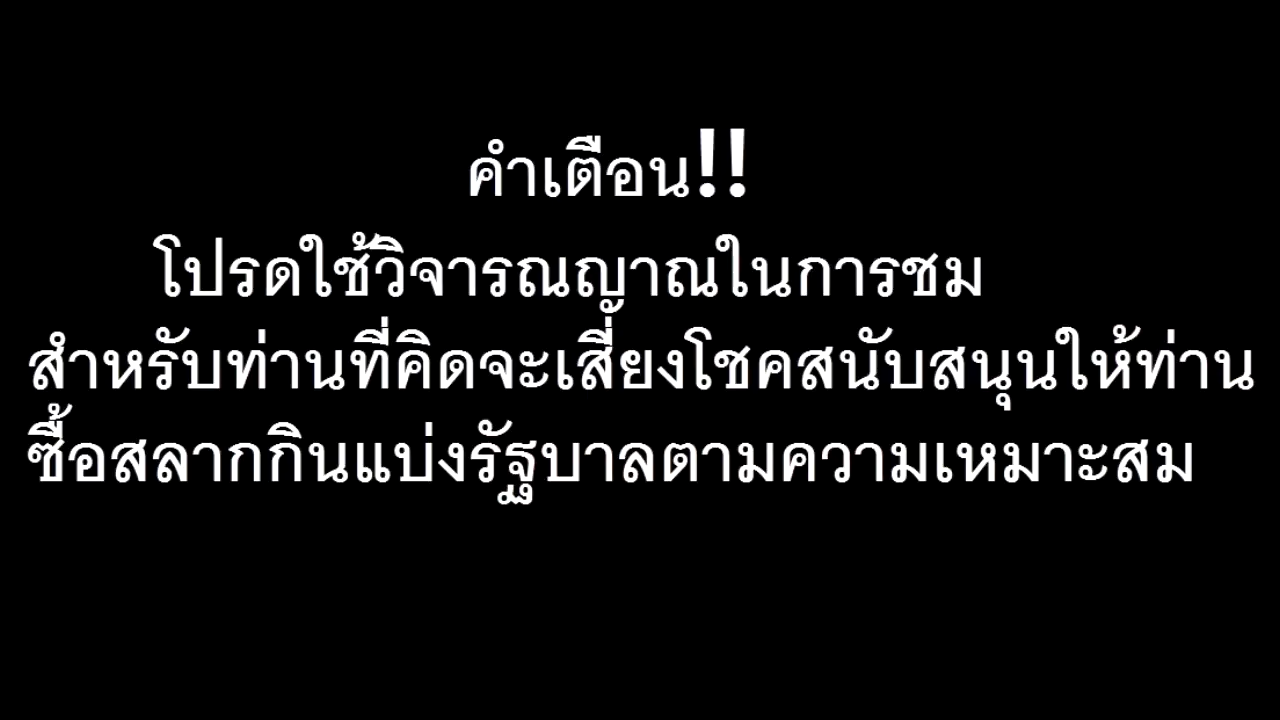 คำเตือน!!
โปรดใช้วิจารณญาณในการชม
สำหรับท่านที่คิดจะเสี่ยงโชคสนับสนุนให้ท่าน
ซื้อสลากกินแบ่งรัฐบาลตามความเหมาะสม